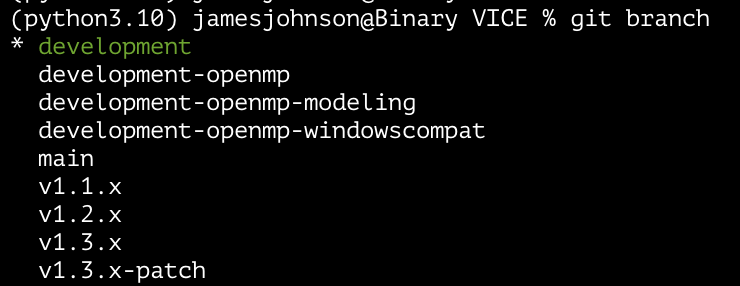 (python3.10) jamesjohnson@Binary VICE % git branch
* development
development-openmp
development-openmp-modeling
development-openmp-windowscompat
main
v1.1.x
v1.2.x
v1.3.x
v1.3.x-patch